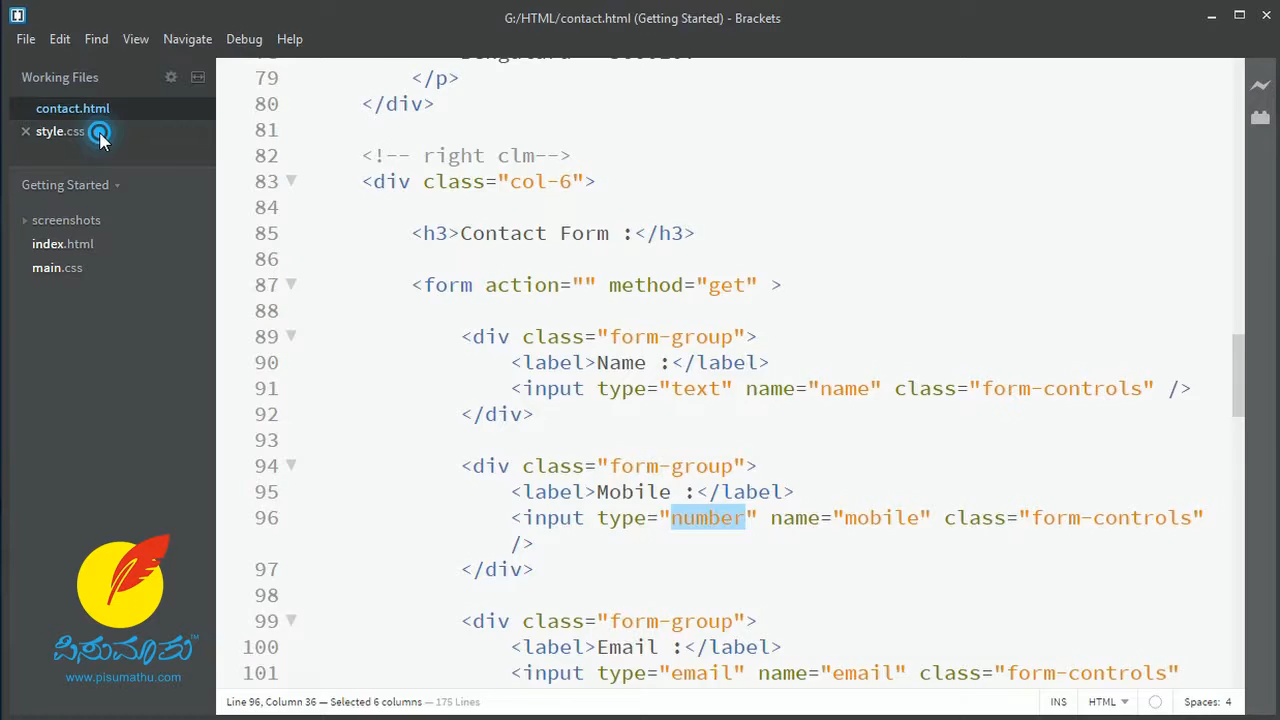 G:/HTML/contact.html (Getting Started) - Brackets
File Edit Find View Navigate Debug Help
Working Files
contact.html
style.css
Getting Started
screenshots
index.html
main.css
79 </p>
80 </div>
81
82 <!-- right clm-->
83 <div class="col-6">
84
85 <h3>Contact Form :</h3>
86
87 <form action="" method="get" >
88
89 <div class="form-group">
90 <label>Name :</label>
91 <input type="text" name="name" class="form-controls" />
92 </div>
93
94 <div class="form-group">
95 <label>Mobile :</label>
96 <input type="number" name="mobile" class="form-controls"
/>
97 </div>
98
99 <div class="form-group">
100 <label>Email :</label>
101 <input type="email" name="email" class="form-controls"
ಪಿಸುಮಾತು™
www.pisumathu.com
Line 96, Column 36 — Selected 6 columns — 175 Lines
INS HTML Spaces: 4